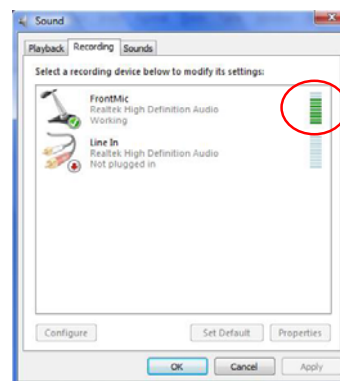 Sound
Playback Recording Sounds
Select a recording device below to modify its settings:
FrontMic
Realtek High Definition Audio
Working
Line In
Realtek High Definition Audio
Not plugged in
Configure Set Default Properties
OK Cancel Apply